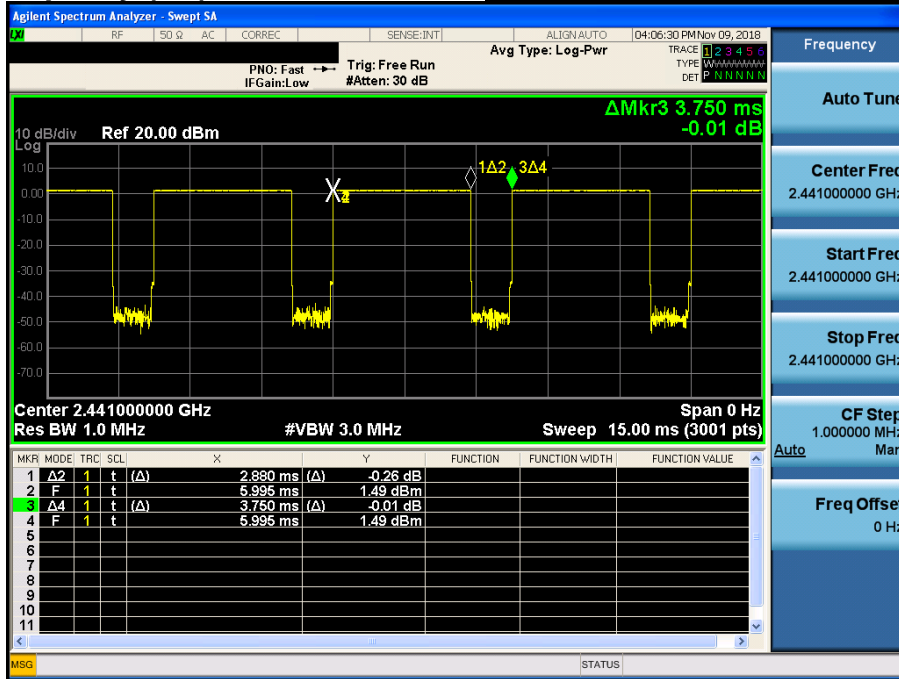 Agilent Spectrum Analyzer - Swept SA
LXI RF 50 Ω AC CORREC SENSE:INT ALIGN AUTO 04:06:30 PM Nov 09, 2018
Avg Type: Log-Pwr TRACE 1 2 3 4 5 6
PNO: Fast Trig: Free Run TYPE W
IFGain:Low #Atten: 30 dB DET P N N N N N
Frequency
ΔMkr3 3.750 ms
-0.01 dB
10 dB/div Ref 20.00 dBm
Log
10.0
0.00
-10.0
-20.0
-30.0
-40.0
-50.0
-60.0
-70.0
1Δ2 3Δ4
Center 2.441000000 GHz Span 0 Hz
Res BW 1.0 MHz #VBW 3.0 MHz Sweep 15.00 ms (3001 pts)
MKR MODE TRC SCL X Y FUNCTION FUNCTION WIDTH FUNCTION VALUE
1 Δ2 1 t (Δ) 2.880 ms (Δ) -0.26 dB
2 F 1 t 5.995 ms 1.49 dBm
3 Δ4 1 t (Δ) 3.750 ms (Δ) -0.01 dB
4 F 1 t 5.995 ms 1.49 dBm
5
6
7
8
9
10
11
MSG STATUS
Auto Tune
Center Freq
2.441000000 GHz
Start Freq
2.441000000 GHz
Stop Freq
2.441000000 GHz
CF Step
1.000000 MHz
Auto Man
Freq Offset
0 Hz